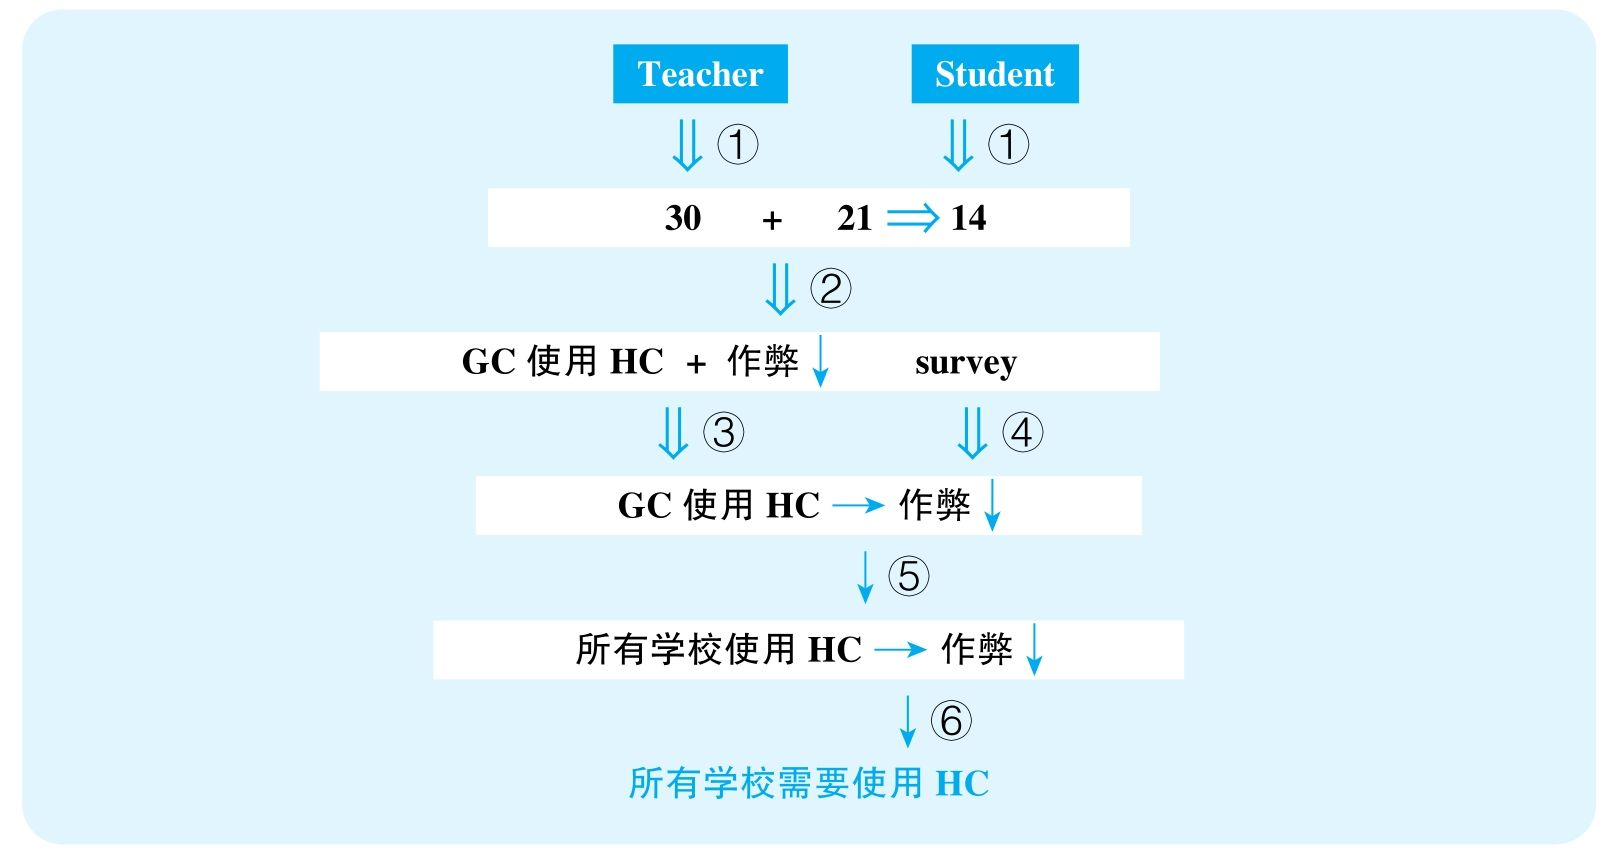 Teacher Student
① ①
30 + 21 ⇒ 14
②
GC 使用 HC + 作弊↓ survey
③ ④
GC 使用 HC → 作弊↓
⑤
所有学校使用 HC → 作弊↓
⑥
所有学校需要使用 HC